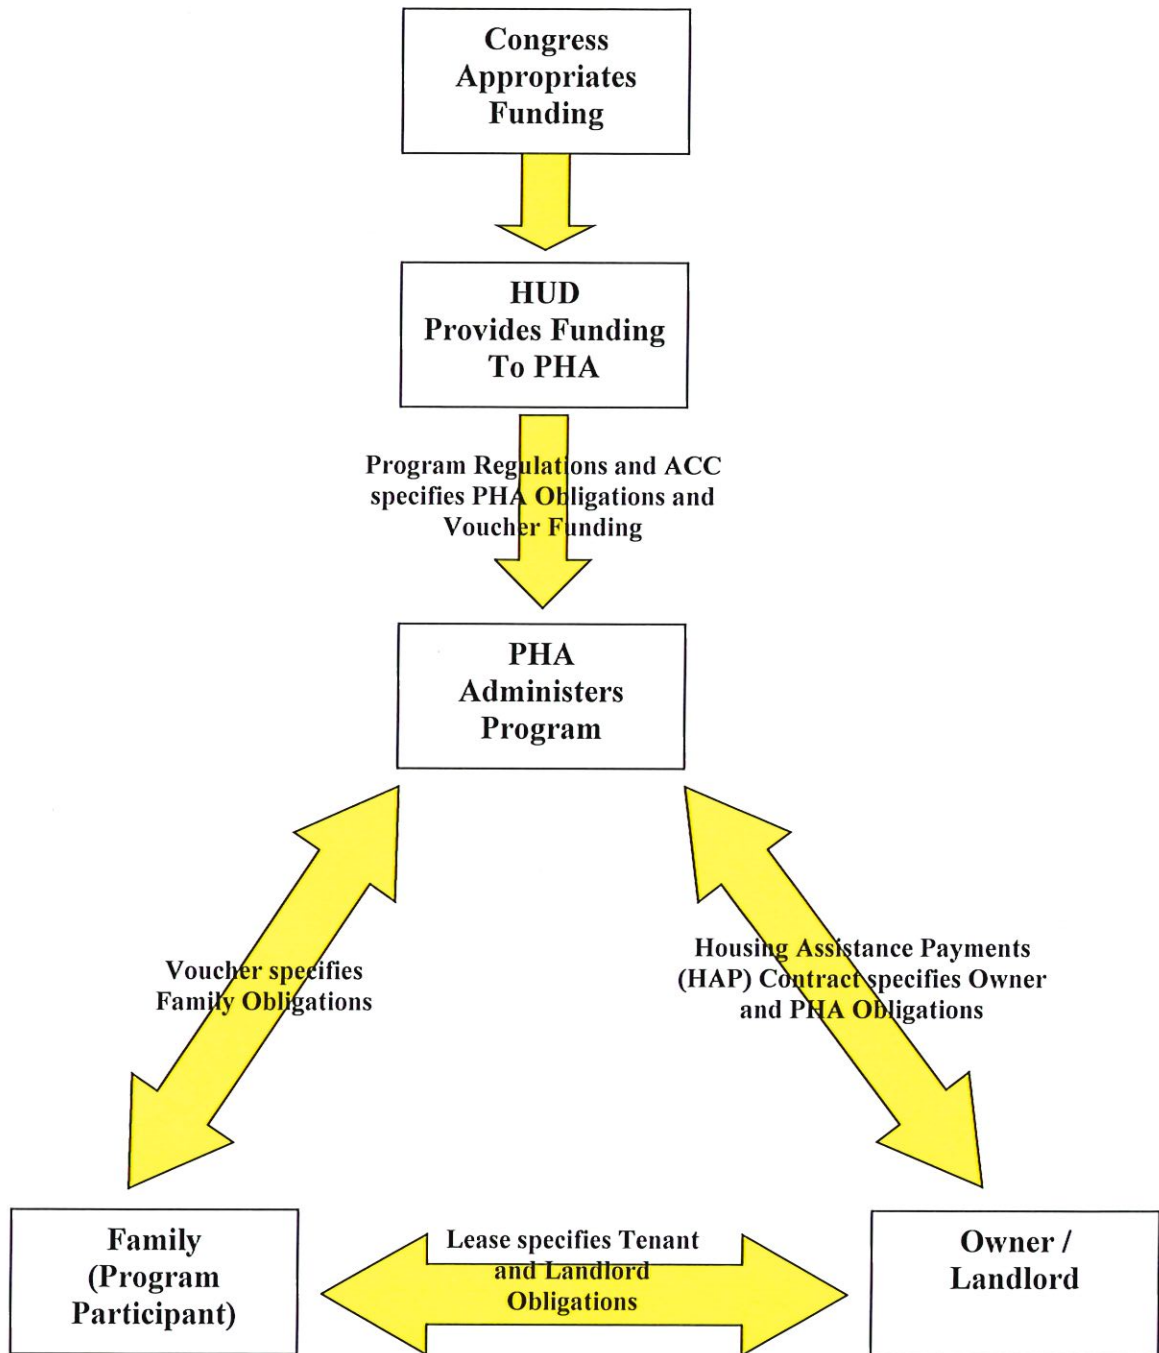 Congress
Appropriates
Funding
HUD
Provides Funding
To PHA
Program Regulations and ACC
specifies PHA Obligations and
Voucher Funding
PHA
Administers
Program
Voucher specifies
Family Obligations
Housing Assistance Payments
(HAP) Contract specifies Owner
and PHA Obligations
Family
(Program
Participant)
Lease specifies Tenant
and Landlord
Obligations
Owner /
Landlord